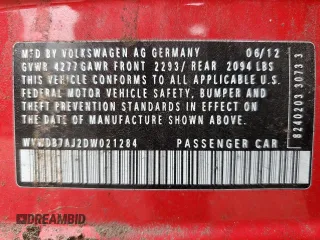 MFD BY VOLKSWAGEN AG GERMANY 06/12
GVWR 4277 GAWR FRONT 2293/ REAR 2094 LBS
THIS VEHICLE CONFORMS TO ALL APPLICABLE U.S.
FEDERAL MOTOR VEHICLE SAFETY, BUMPER AND
THEFT PREVENTION STANDARDS IN EFFECT ON THE
DATE OF MANUFACTURE SHOWN ABOVE
WVWDB7AJ2DW021284 PASSENGER CAR
8240203 3073.3
DREAMBID